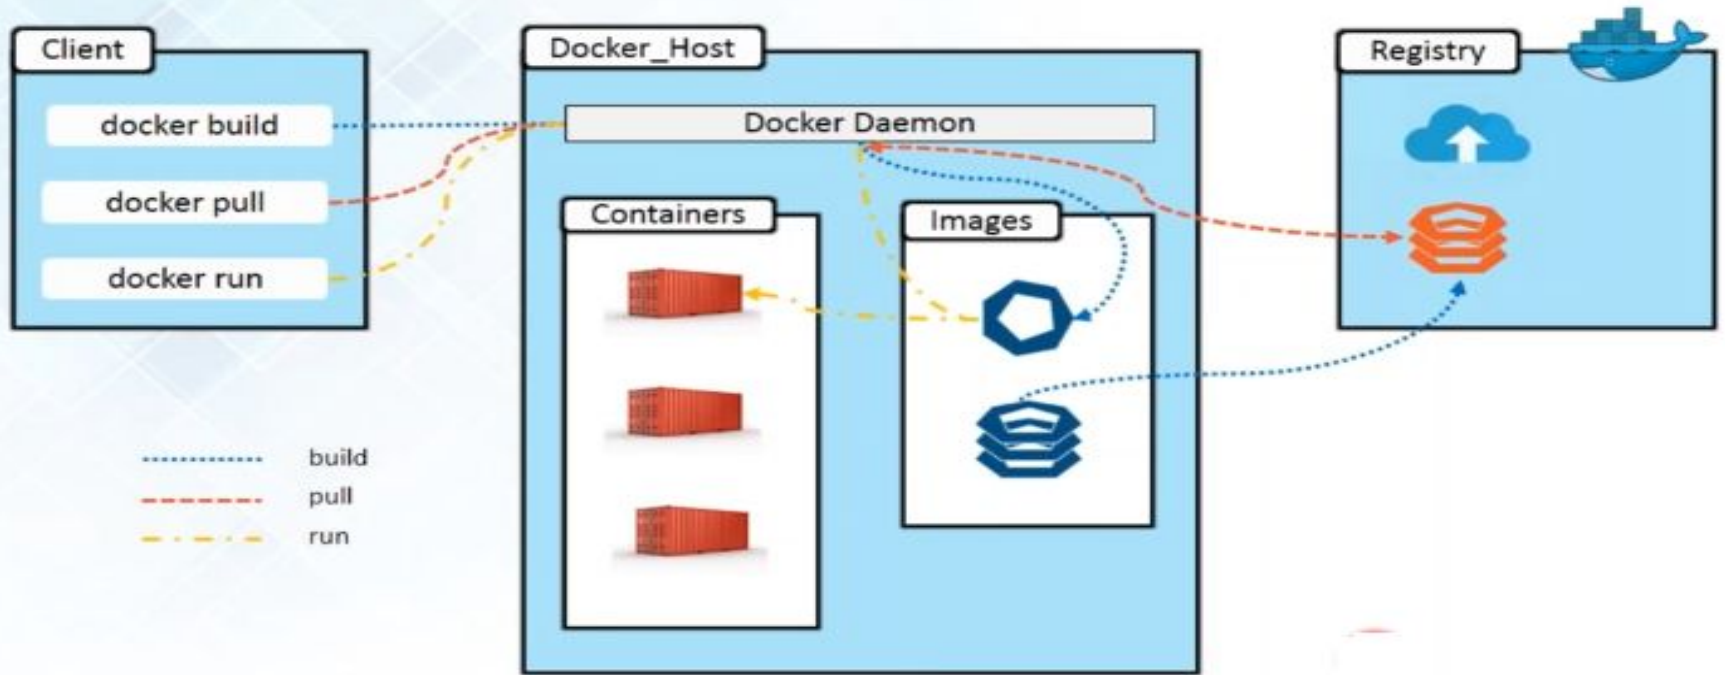 Client
docker build
docker pull
docker run
Docker_Host
Docker Daemon
Containers
Images
Registry
build
pull
run